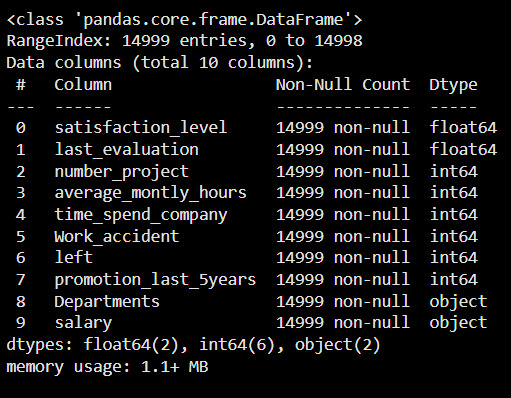 <class 'pandas.core.frame.DataFrame'>
RangeIndex: 14999 entries, 0 to 14998
Data columns (total 10 columns):
 #   Column                 Non-Null Count  Dtype
---  ------                 --------------  -----
 0   satisfaction_level     14999 non-null  float64
 1   last_evaluation        14999 non-null  float64
 2   number_project         14999 non-null  int64
 3   average_montly_hours   14999 non-null  int64
 4   time_spend_company     14999 non-null  int64
 5   Work_accident          14999 non-null  int64
 6   left                   14999 non-null  int64
 7   promotion_last_5years  14999 non-null  int64
 8   Departments            14999 non-null  object
 9   salary                 14999 non-null  object
dtypes: float64(2), int64(6), object(2)
memory usage: 1.1+ MB